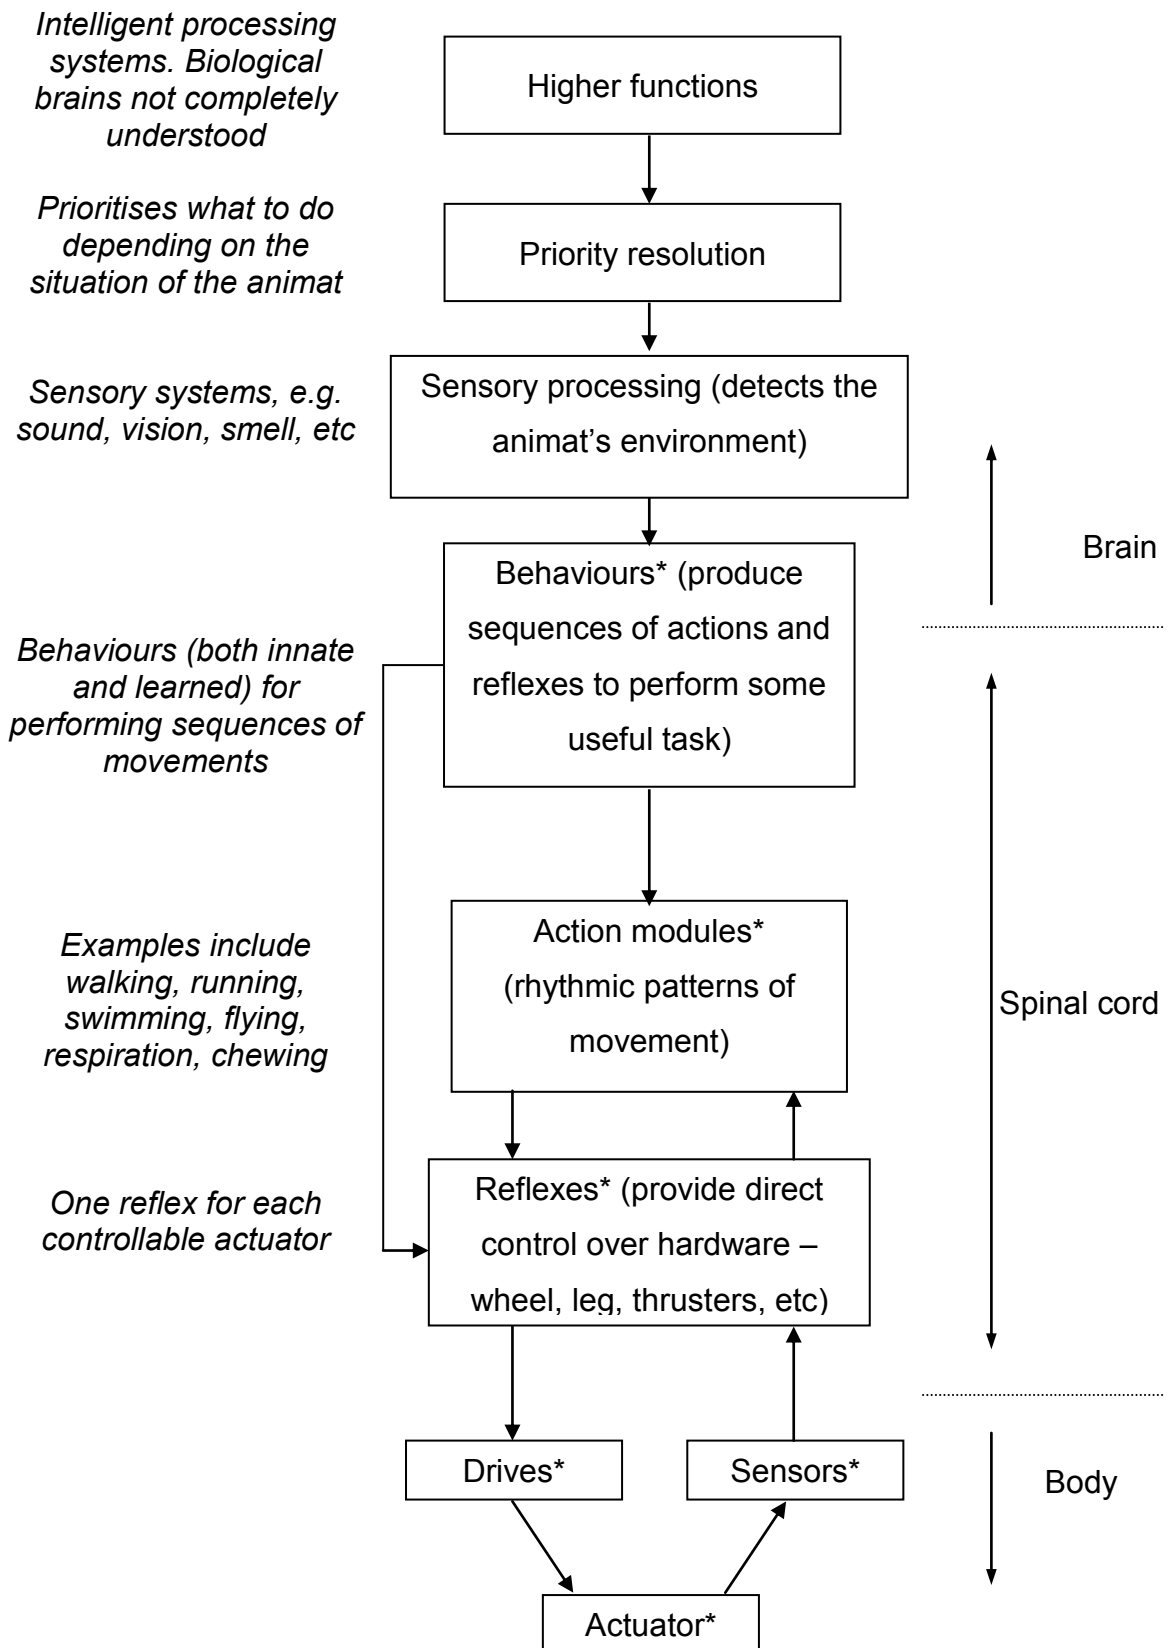 Intelligent processing
systems. Biological
brains not completely
understood
Higher functions
Prioritises what to do
depending on the
situation of the animat
Priority resolution
Sensory systems, e.g.
sound, vision, smell, etc
Sensory processing (detects the
animat’s environment)
Brain
Behaviours* (produce
sequences of actions and
reflexes to perform some
useful task)
Behaviours (both innate
and learned) for
performing sequences of
movements
Examples include
walking, running,
swimming, flying,
respiration, chewing
Action modules*
(rhythmic patterns of
movement)
Spinal cord
One reflex for each
controllable actuator
Reflexes* (provide direct
control over hardware –
wheel, leg, thrusters, etc)
Drives*
Sensors*
Body
Actuator*